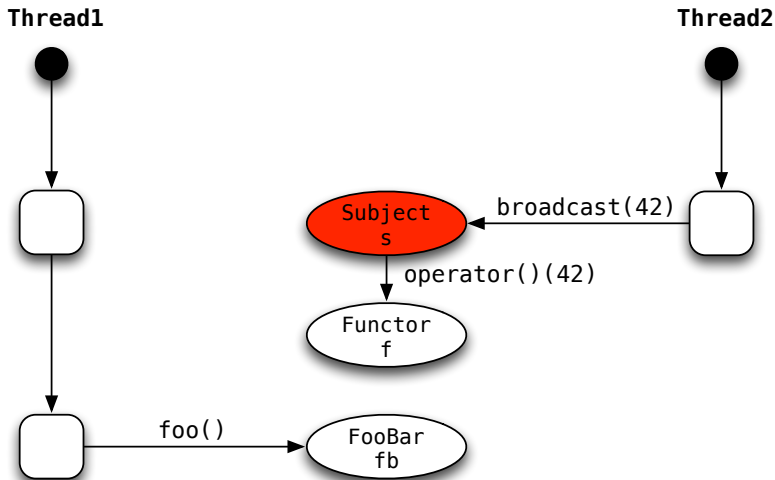 Thread1
Thread2
Subject
s
broadcast(42)
operator()(42)
Functor
f
foo()
FooBar
fb